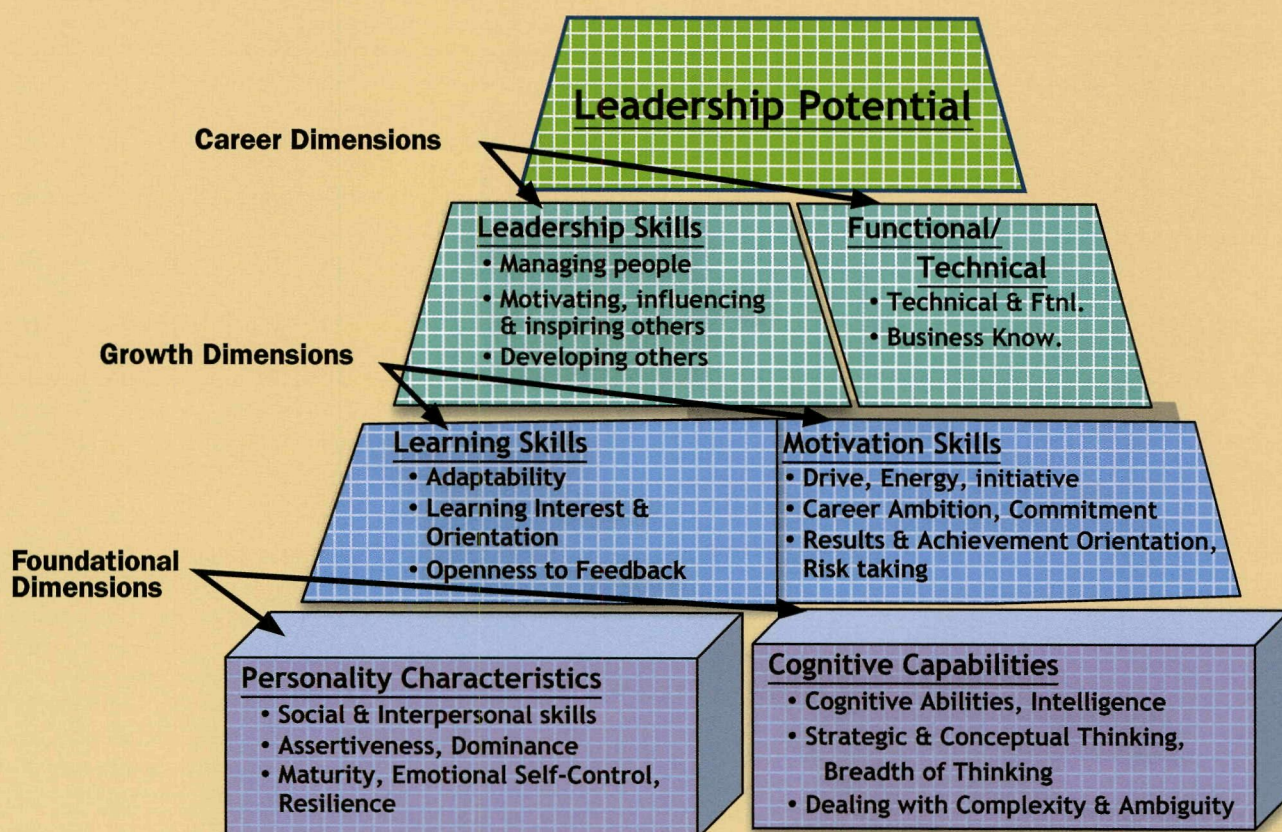 Leadership Potential
Career Dimensions
Leadership Skills
• Managing people
• Motivating, influencing
& inspiring others
• Developing others
Functional/
Technical
• Technical & Ftnl.
• Business Know.
Growth Dimensions
Learning Skills
• Adaptability
• Learning Interest &
Orientation
• Openness to Feedback
Motivation Skills
• Drive, Energy, initiative
• Career Ambition, Commitment
• Results & Achievement Orientation,
Risk taking
Foundational
Dimensions
Personality Characteristics
• Social & Interpersonal skills
• Assertiveness, Dominance
• Maturity, Emotional Self-Control,
Resilience
Cognitive Capabilities
• Cognitive Abilities, Intelligence
• Strategic & Conceptual Thinking,
Breadth of Thinking
• Dealing with Complexity & Ambiguity